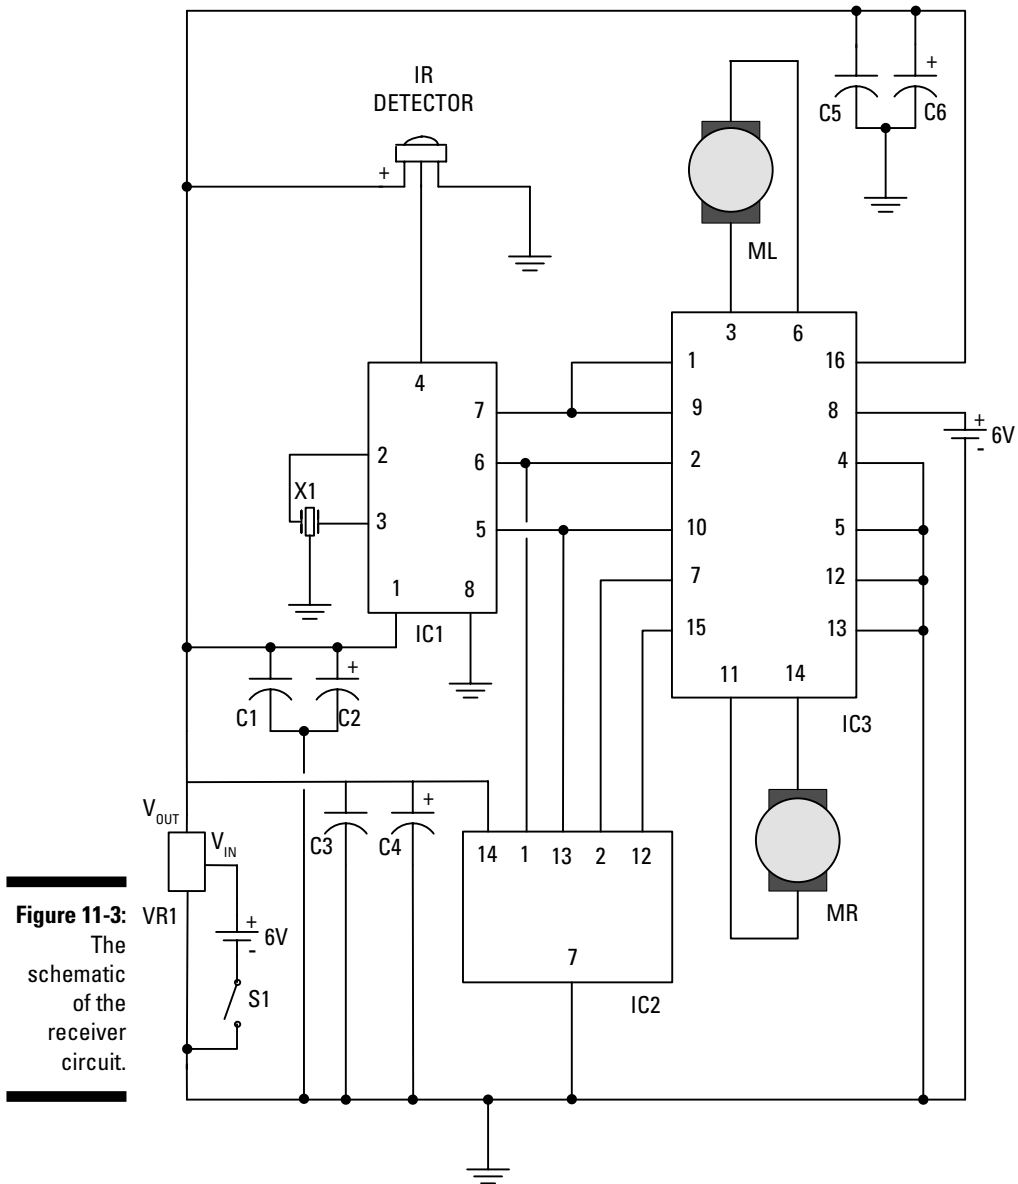 IR
DETECTOR
+
+
C5
C6
ML
3
6
4
1
16
7
9
8
+
6V
-
2
6
2
4
X1
3
5
10
5
7
12
1
8
15
13
IC1
+
11
14
C1
C2
IC3
V OUT
+
V IN
C3
C4
14
1
13
2
12
Figure 11-3:
The
schematic
of the
receiver
circuit.
VR1
+
6V
-
MR
7
S1
IC2